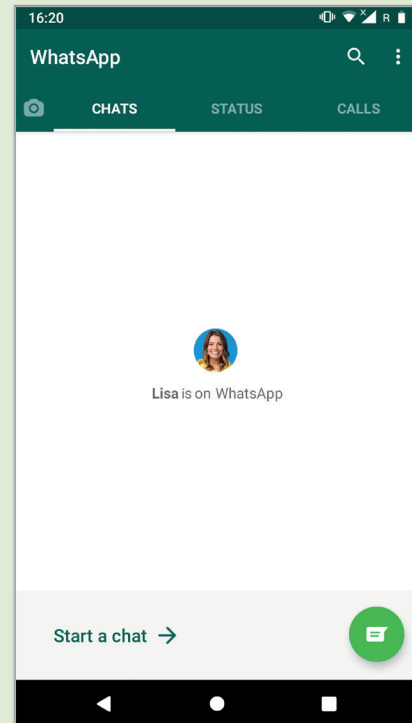 16:20 R
WhatsApp
CHATS STATUS CALLS
Lisa is on WhatsApp
Start a chat →